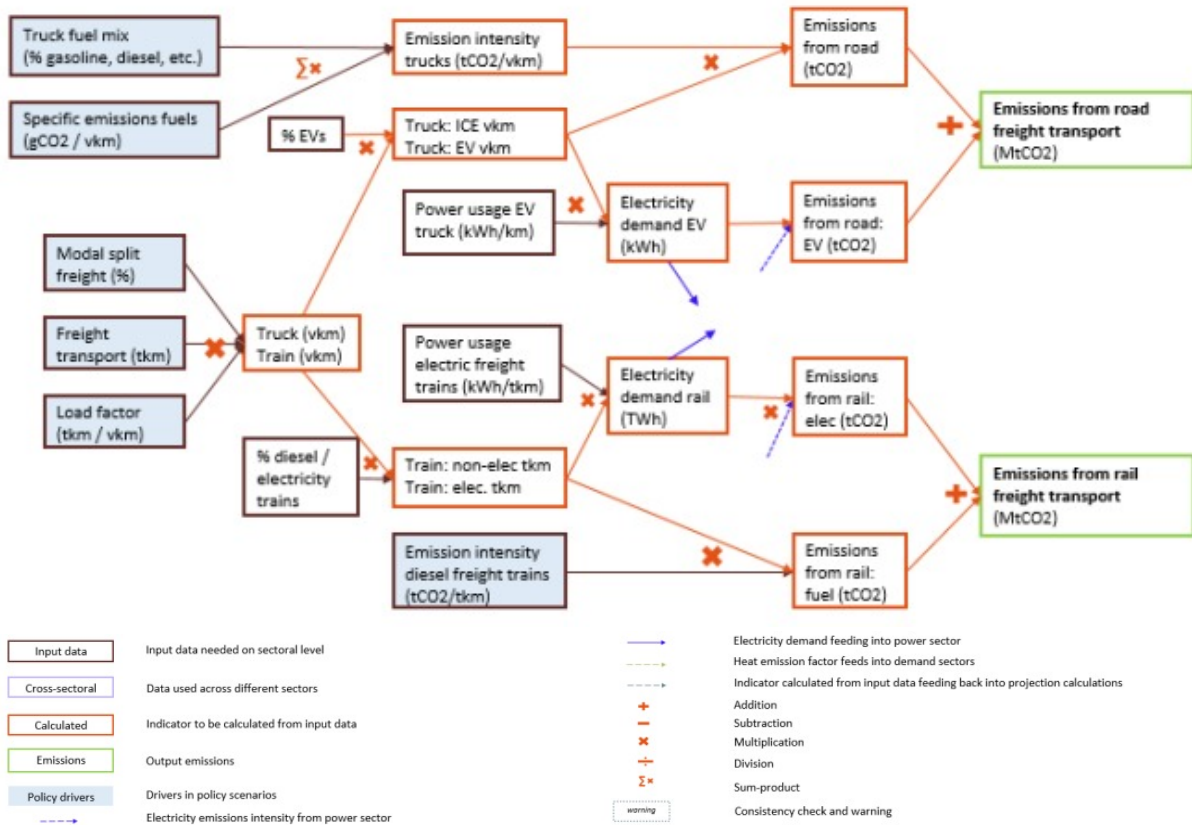 Truck fuel mix
(% gasoline, diesel, etc.)
Specific emissions fuels
(gCO2 / vkm)
Σ×
Emission intensity
trucks (tCO2/vkm)
% EVs
Truck: ICE vkm
Truck: EV vkm
Emissions
from road
(tCO2)
Emissions from road
freight transport
(MtCO2)
Power usage EV
truck (kWh/km)
Electricity
demand EV
(kWh)
Emissions
from road:
EV (tCO2)
Modal split
freight (%)
Freight
transport (tkm)
Load factor
(tkm / vkm)
Truck (vkm)
Train (vkm)
Power usage
electric freight
trains (kWh/tkm)
Electricity
demand rail
(TWh)
Emissions
from rail:
elec (tCO2)
% diesel /
electricity
trains
Train: non-elec tkm
Train: elec. tkm
Emissions from rail
freight transport
(MtCO2)
Emission intensity
diesel freight trains
(tCO2/tkm)
Emissions
from rail:
fuel (tCO2)
Input data Input data needed on sectoral level
Cross-sectoral Data used across different sectors
Calculated Indicator to be calculated from input data
Emissions Output emissions
Policy drivers Drivers in policy scenarios
Electricity emissions intensity from power sector
Electricity demand feeding into power sector
Heat emission factor feeds into demand sectors
Indicator calculated from input data feeding back into projection calculations
Addition
Subtraction
Multiplication
Division
Σ× Sum-product
warning Consistency check and warning